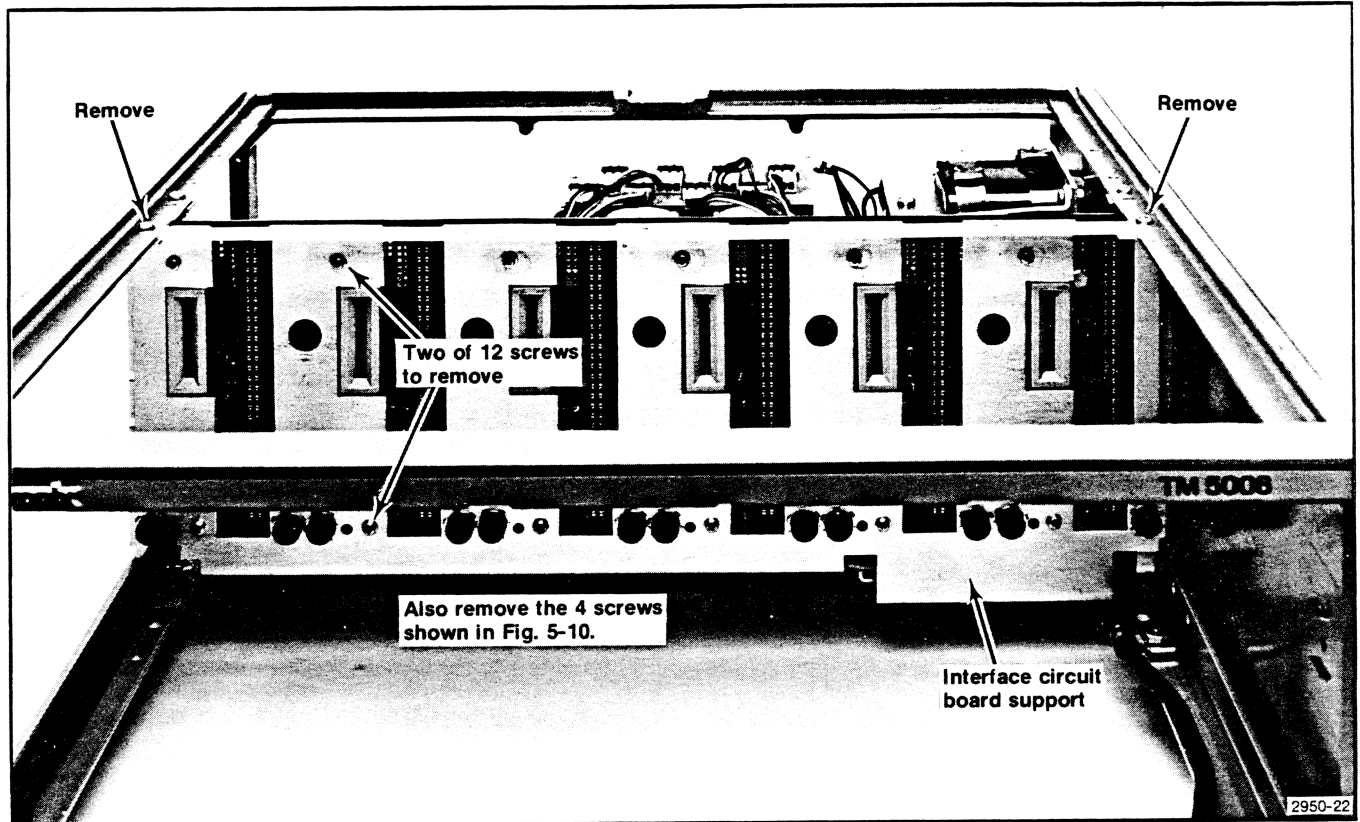 Remove
Remove
Two of 12 screws
to remove
TM 5006
Also remove the 4 screws
shown in Fig. 5-10.
Interface circuit
board support
2950-22